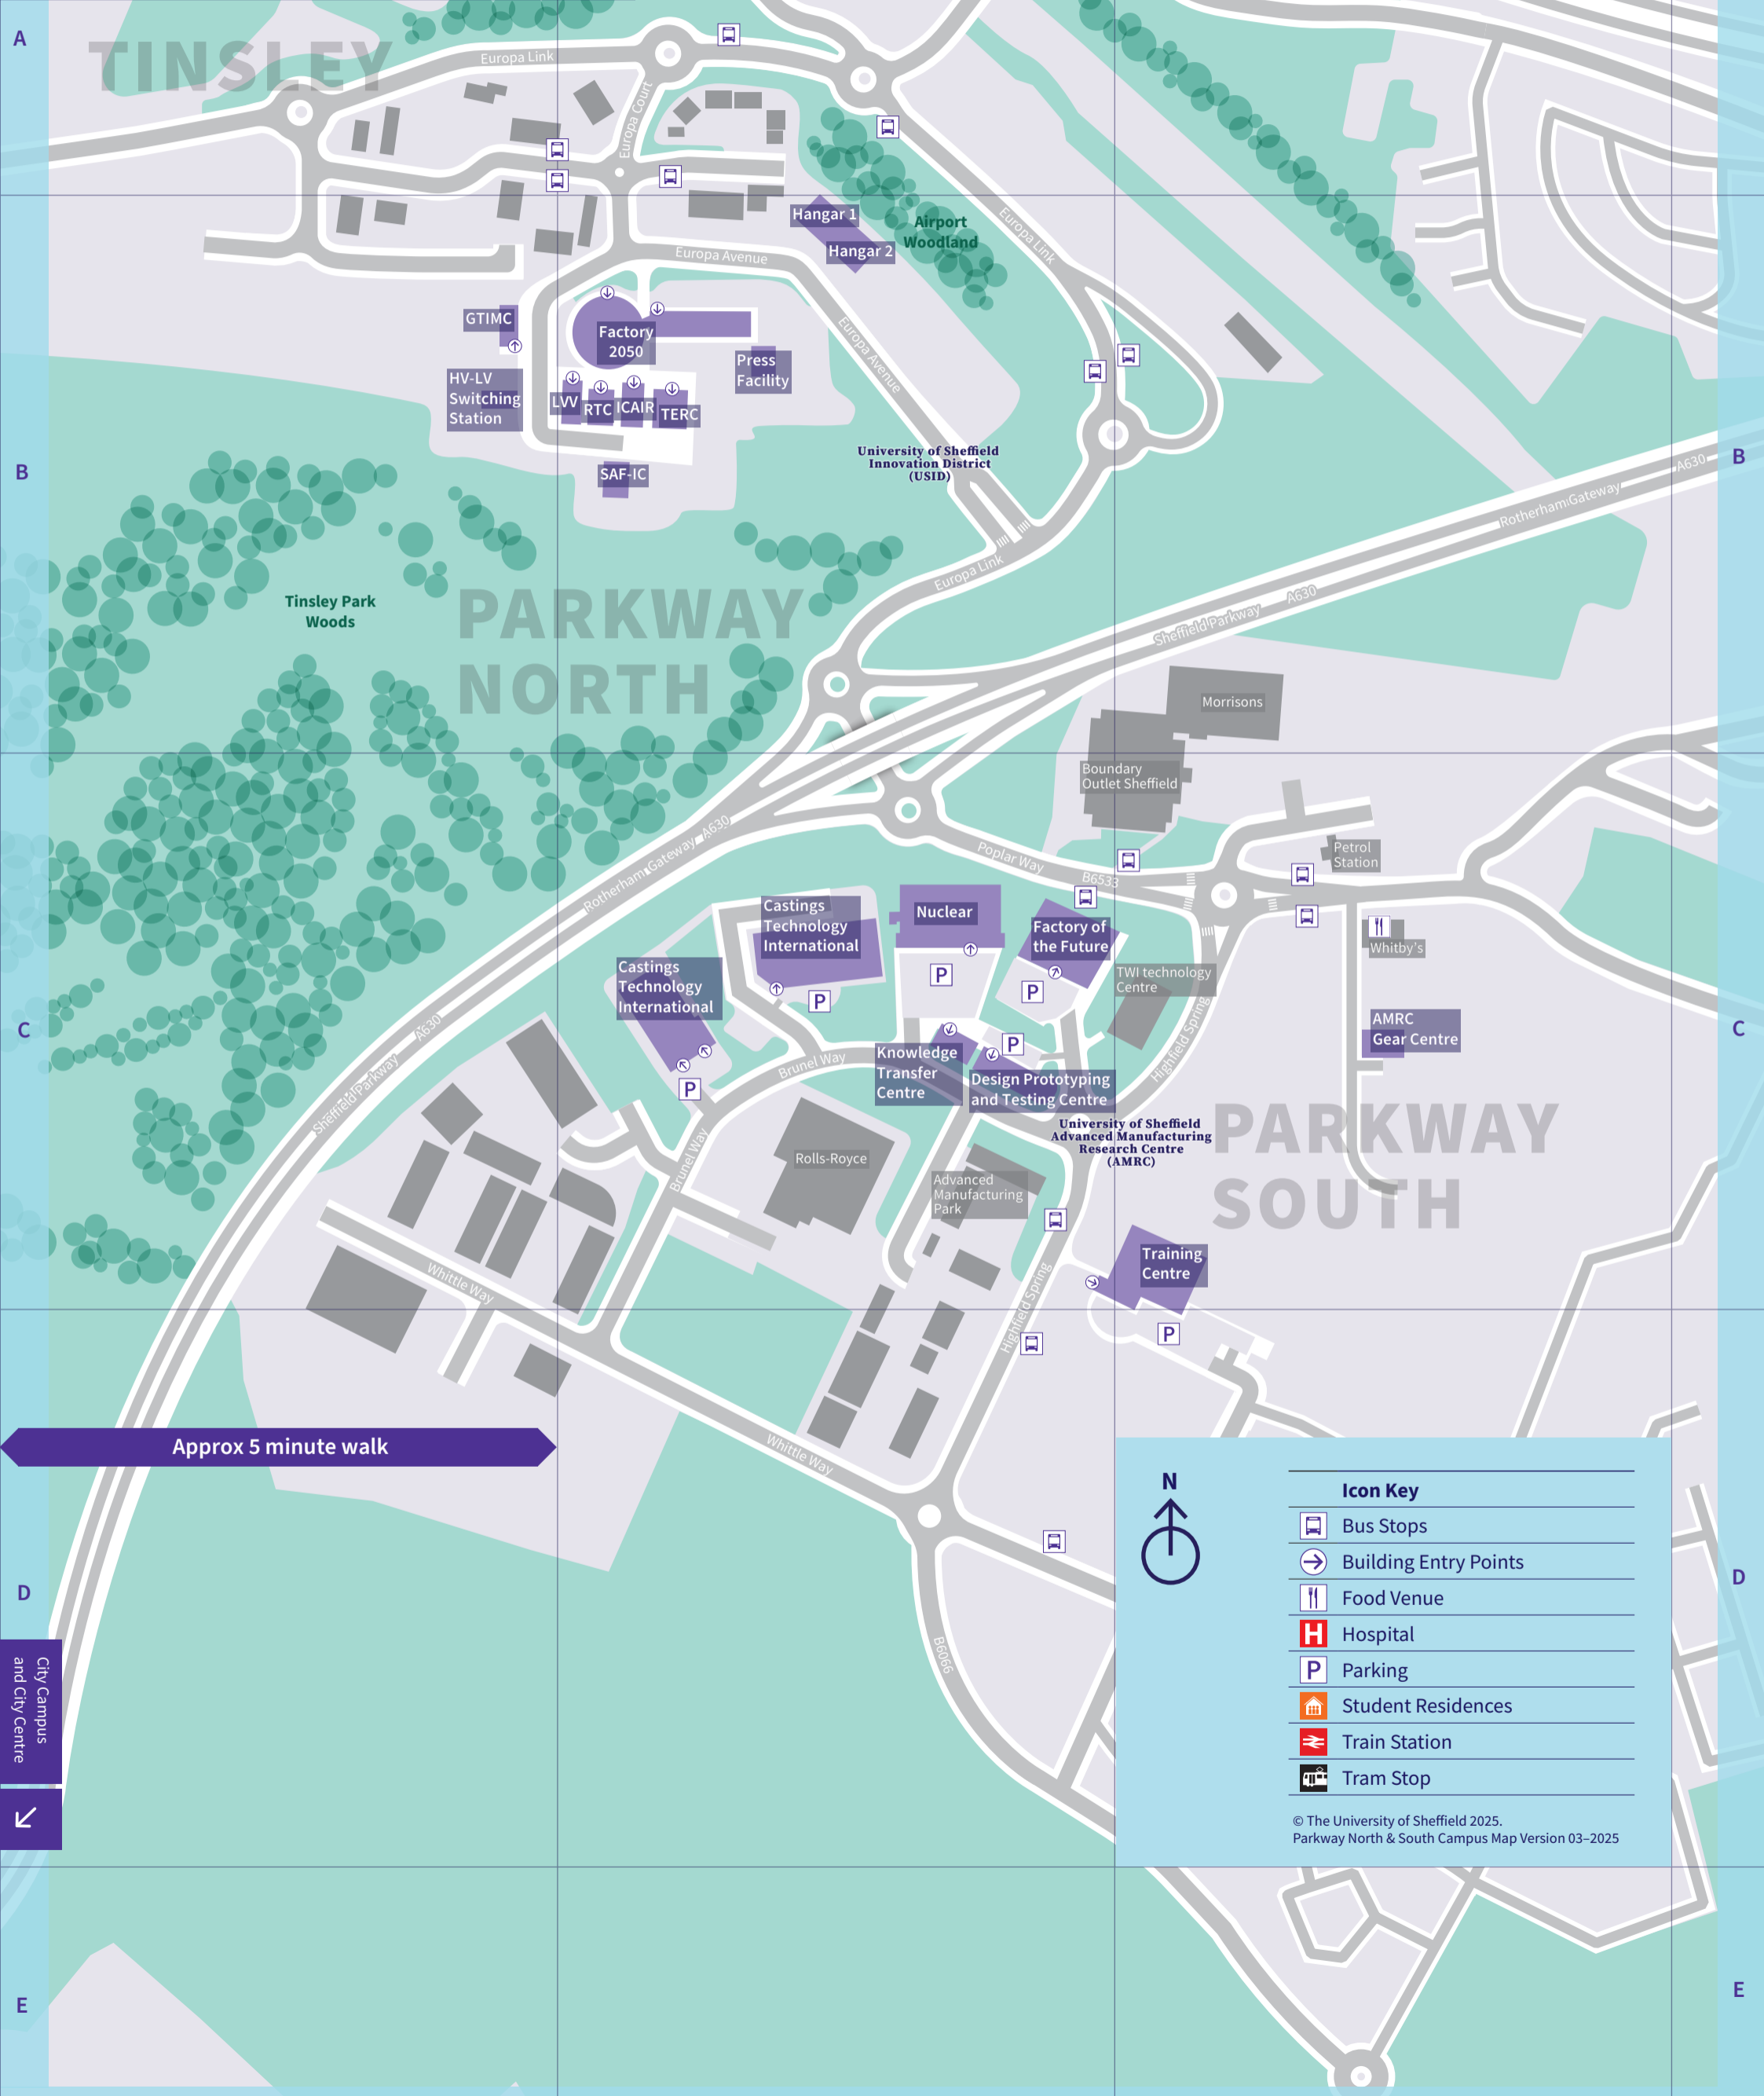 A
TINSLEY
Europa Link
Europa Court
Hangar 1
Hangar 2
Airport
Woodland
Europa Link
Europa Avenue
GTIMC
Factory
2050
Europa Avenue
Press
Facility
HV-LV
Switching
Station
LVV
RTC
ICAIR
TERC
SAF-IC
B
B
University of Sheffield
Innovation District
(USID)
A630
Rotherham Gateway
Europa Link
A630
Sheffield Parkway
Tinsley Park
Woods
PARKWAY
NORTH
Morrisons
Boundary
Outlet Sheffield
A630
Rotherham Gateway
Poplar Way
B6533
Petrol
Station
Castings
Technology
International
Nuclear
Factory of
the Future
Whitby's
Castings
Technology
International
P
P
P
TWI technology
Centre
C
C
A630
Sheffield Parkway
AMRC
Gear Centre
P
P
Brunel Way
Knowledge
Transfer
Centre
Design Prototyping
and Testing Centre
Highfield Spring
University of Sheffield
Advanced Manufacturing
Research Centre
(AMRC)
PARKWAY
SOUTH
Brunel Way
Rolls-Royce
Advanced
Manufacturing
Park
Training
Centre
Whittle Way
Highfield Spring
P
Approx 5 minute walk
Whittle Way
D
D
B6066
City Campus
and City Centre
N
Icon Key
Bus Stops
Building Entry Points
Food Venue
H Hospital
P Parking
Student Residences
Train Station
Tram Stop
© The University of Sheffield 2025.
Parkway North & South Campus Map Version 03–2025
E
E